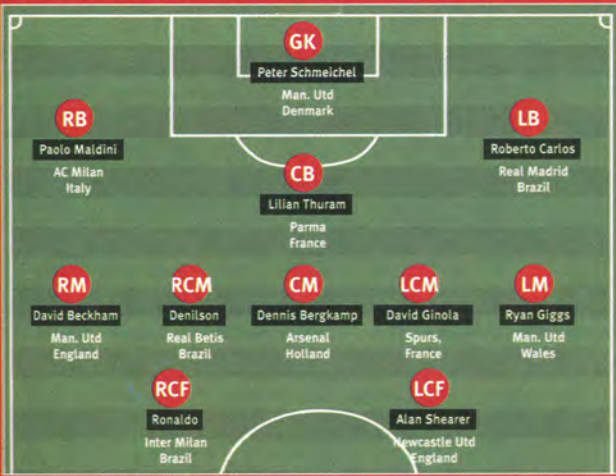 GK
Peter Schmeichel
Man. Utd
Denmark
RB
Paolo Maldini
AC Milan
Italy
LB
Roberto Carlos
Real Madrid
Brazil
CB
Lilian Thuram
Parma
France
RM
David Beckham
Man. Utd
England
RCM
Denilson
Real Betis
Brazil
CM
Dennis Bergkamp
Arsenal
Holland
LCM
David Ginola
Spurs,
France
LM
Ryan Giggs
Man. Utd
Wales
RCF
Ronaldo
Inter Milan
Brazil
LCF
Alan Shearer
Newcastle Utd
England